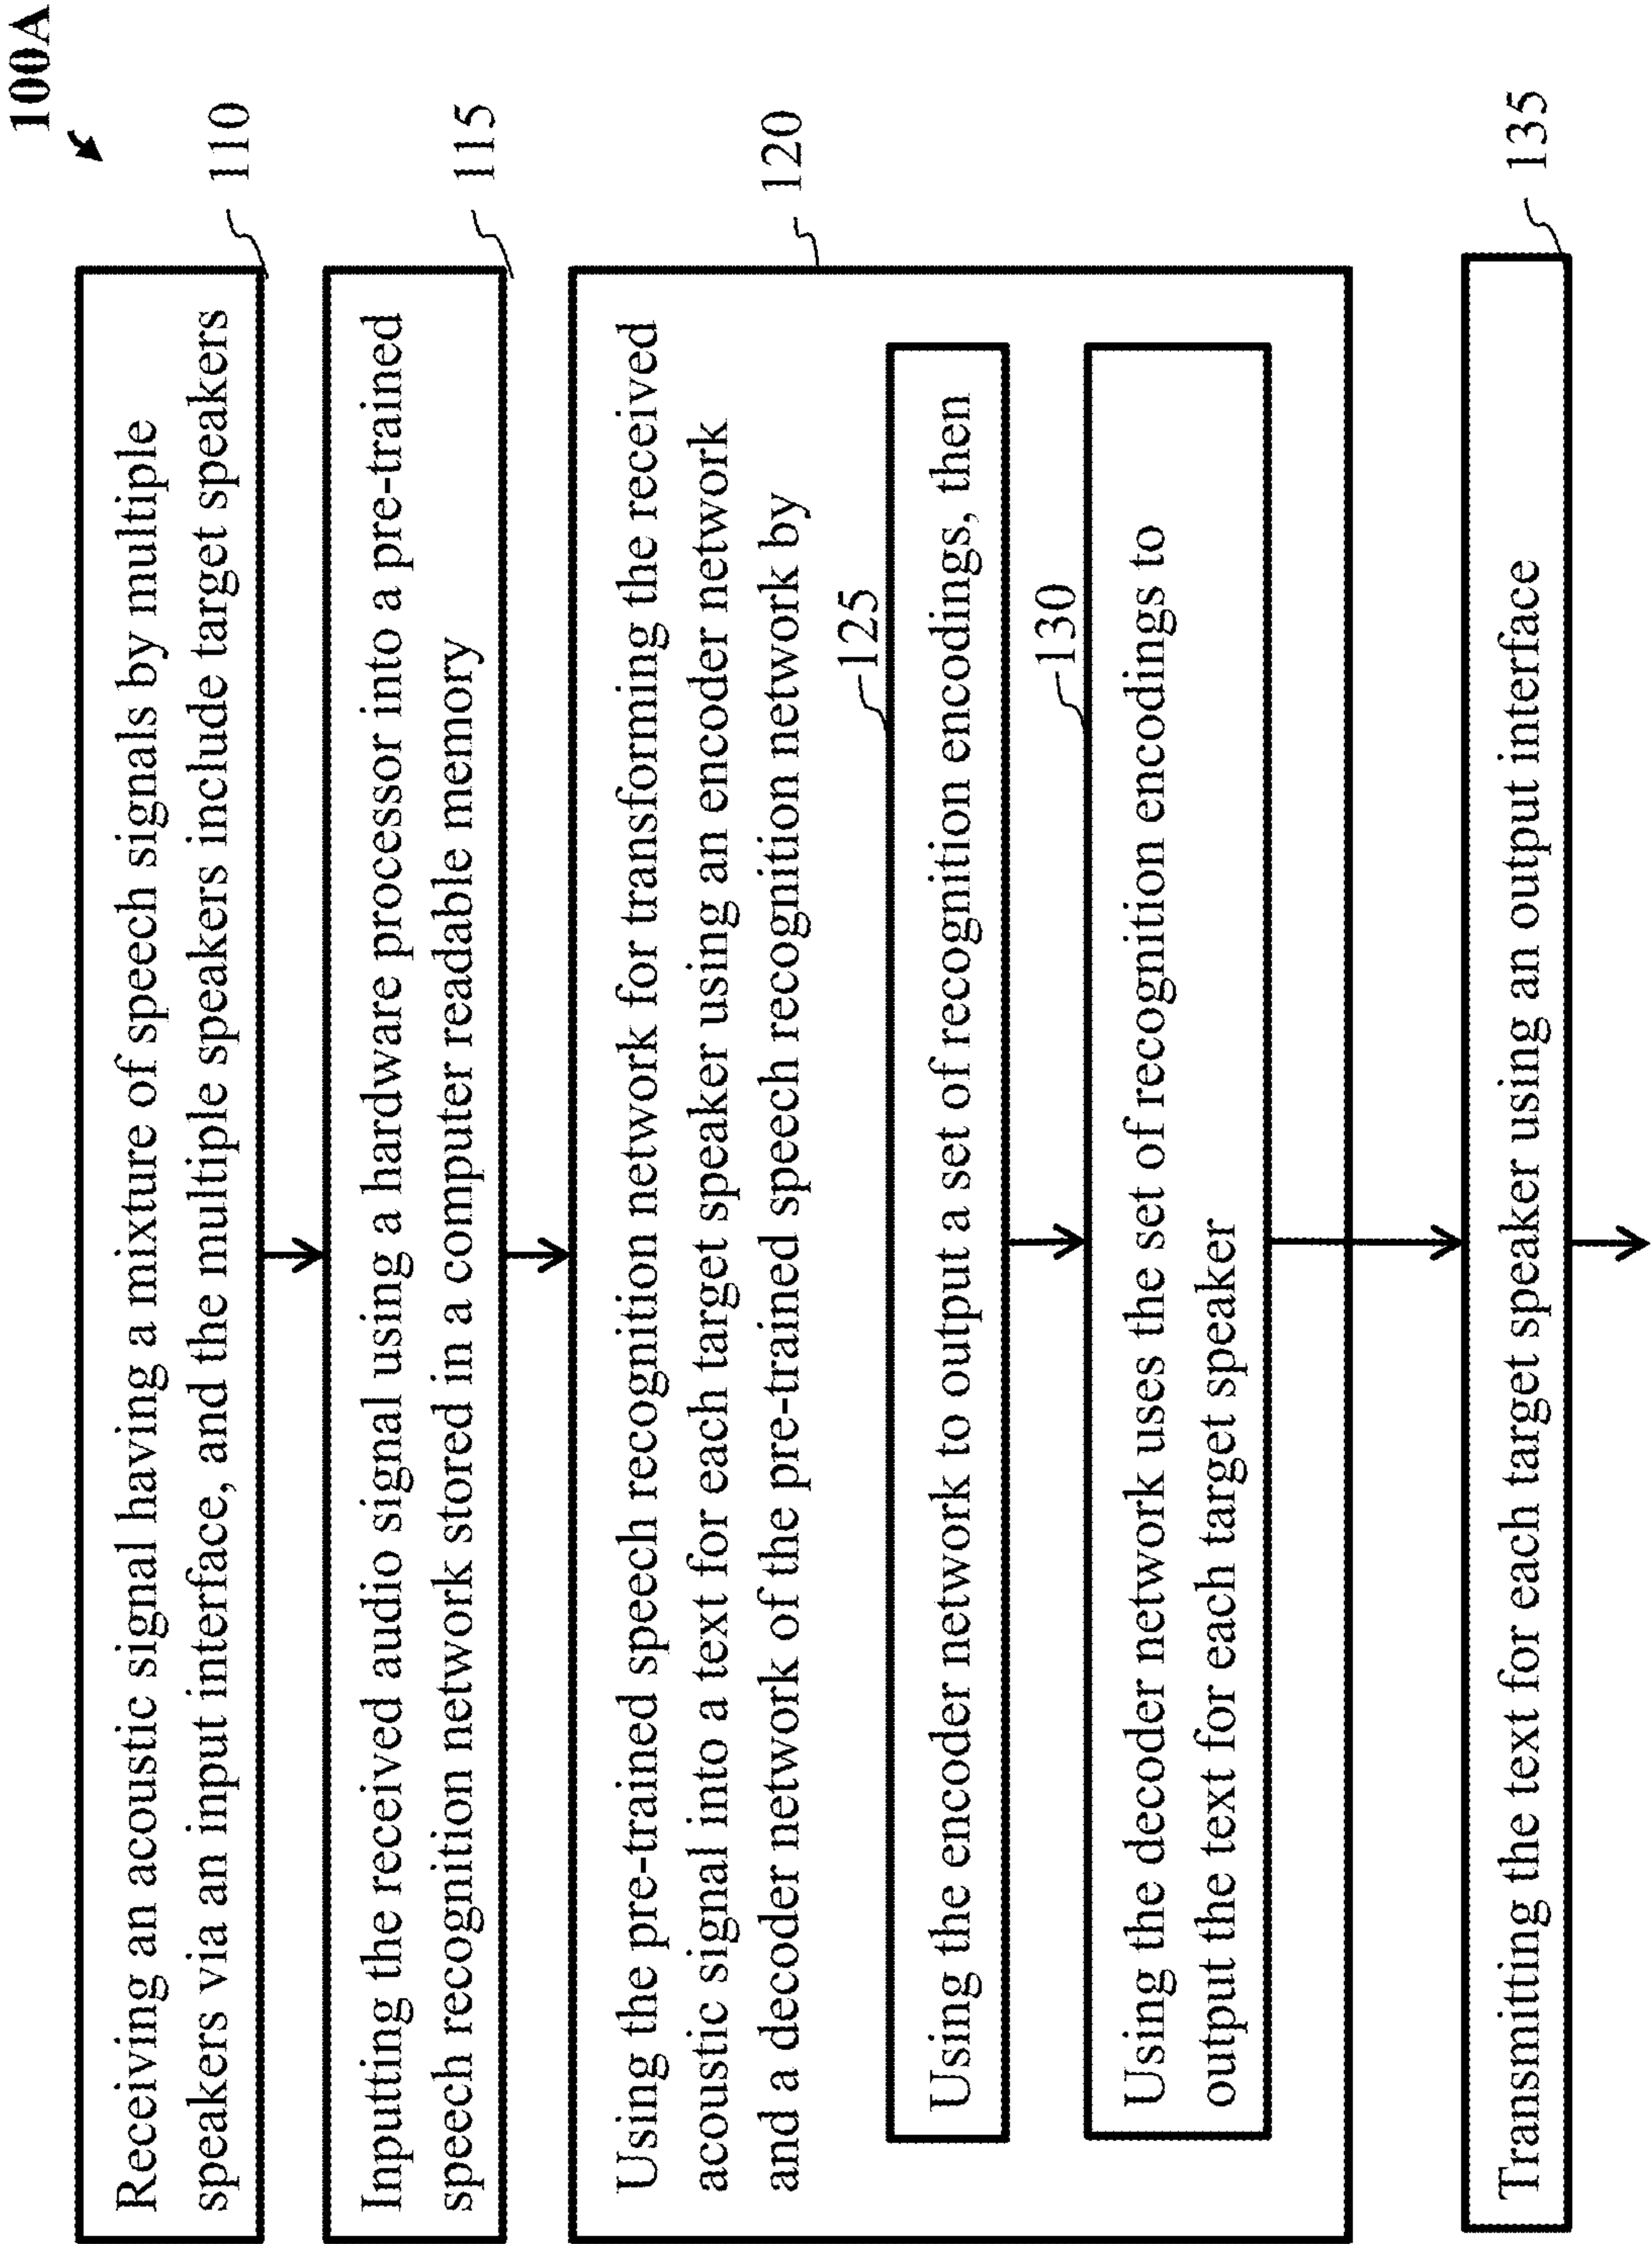 100A
110
Receiving an acoustic signal having a mixture of speech signals by multiple
speakers via an input interface, and the multiple speakers include target speakers
115
Inputting the received audio signal using a hardware processor into a pre-trained
speech recognition network stored in a computer readable memory
120
Using the pre-trained speech recognition network for transforming the received
acoustic signal into a text for each target speaker using an encoder network
and a decoder network of the pre-trained speech recognition network by
125
Using the encoder network to output a set of recognition encodings, then
130
Using the decoder network uses the set of recognition encodings to
output the text for each target speaker
135
Transmitting the text for each target speaker using an output interface